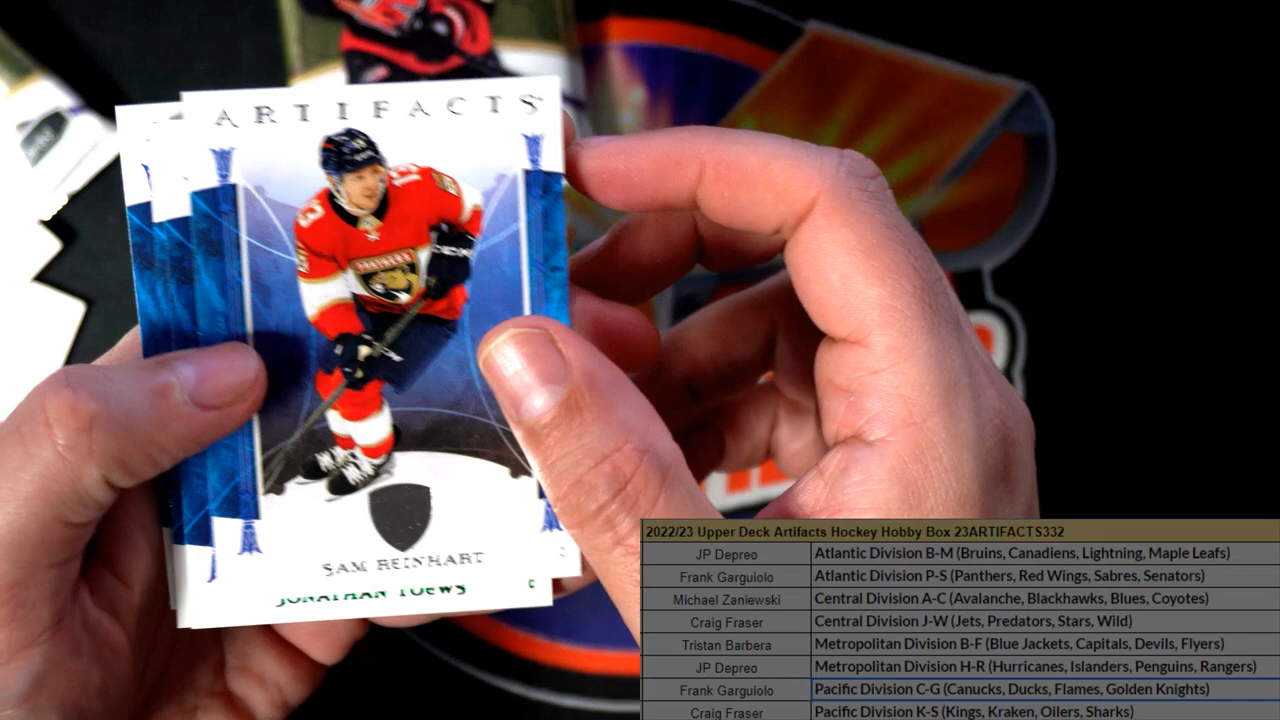 ARTIFACTS
13
CCM
PANTHERS
SAM REINHART
JONATHAN TOEWS
C
2022/23 Upper Deck Artifacts Hockey Hobby Box 23ARTIFACTS332
JP Depreo Atlantic Division B-M (Bruins, Canadiens, Lightning, Maple Leafs)
Frank Garguiolo Atlantic Division P-S (Panthers, Red Wings, Sabres, Senators)
Michael Zaniewski Central Division A-C (Avalanche, Blackhawks, Blues, Coyotes)
Craig Fraser Central Division J-W (Jets, Predators, Stars, Wild)
Tristan Barbera Metropolitan Division B-F (Blue Jackets, Capitals, Devils, Flyers)
JP Depreo Metropolitan Division H-R (Hurricanes, Islanders, Penguins, Rangers)
Frank Garguiolo Pacific Division C-G (Canucks, Ducks, Flames, Golden Knights)
Craig Fraser Pacific Division K-S (Kings, Kraken, Oilers, Sharks)